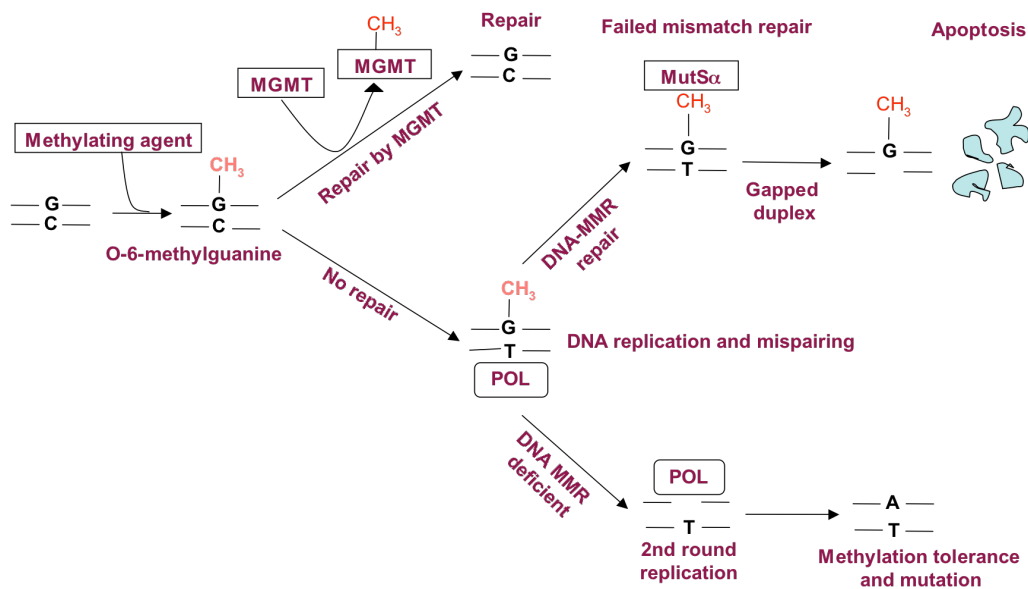 CH₃
Repair
Failed mismatch repair
Apoptosis
MGMT
MGMT
G
C
MutSα
CH₃
CH₃
Methylating agent
Repair by MGMT
CH₃
G
T
G
G
C
G
C
DNA-MMR
repair
Gapped
duplex
O-6-methylguanine
No repair
CH₃
G
T
DNA replication and mispairing
POL
DNA MMR
deficient
POL
T
A
T
2nd round
replication
Methylation tolerance
and mutation